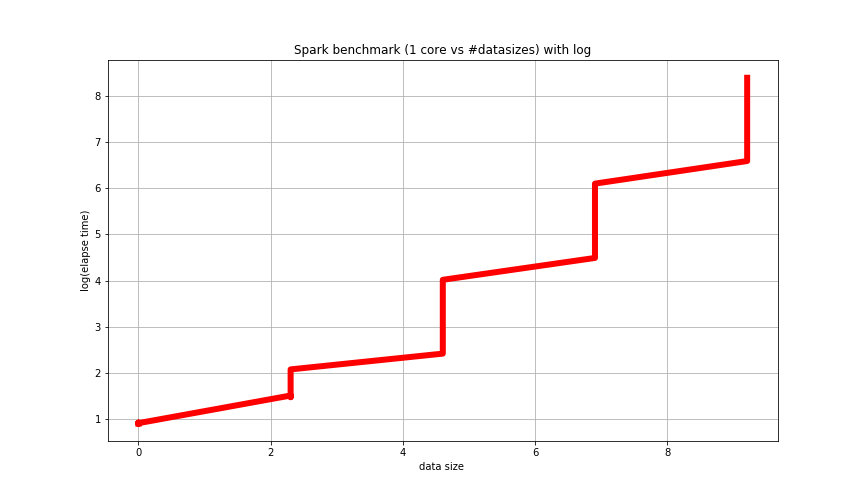 Spark benchmark (1 core vs #datasizes) with log
8
7
6
5
4
3
2
1
log(elapse time)
0 2 4 6 8
data size